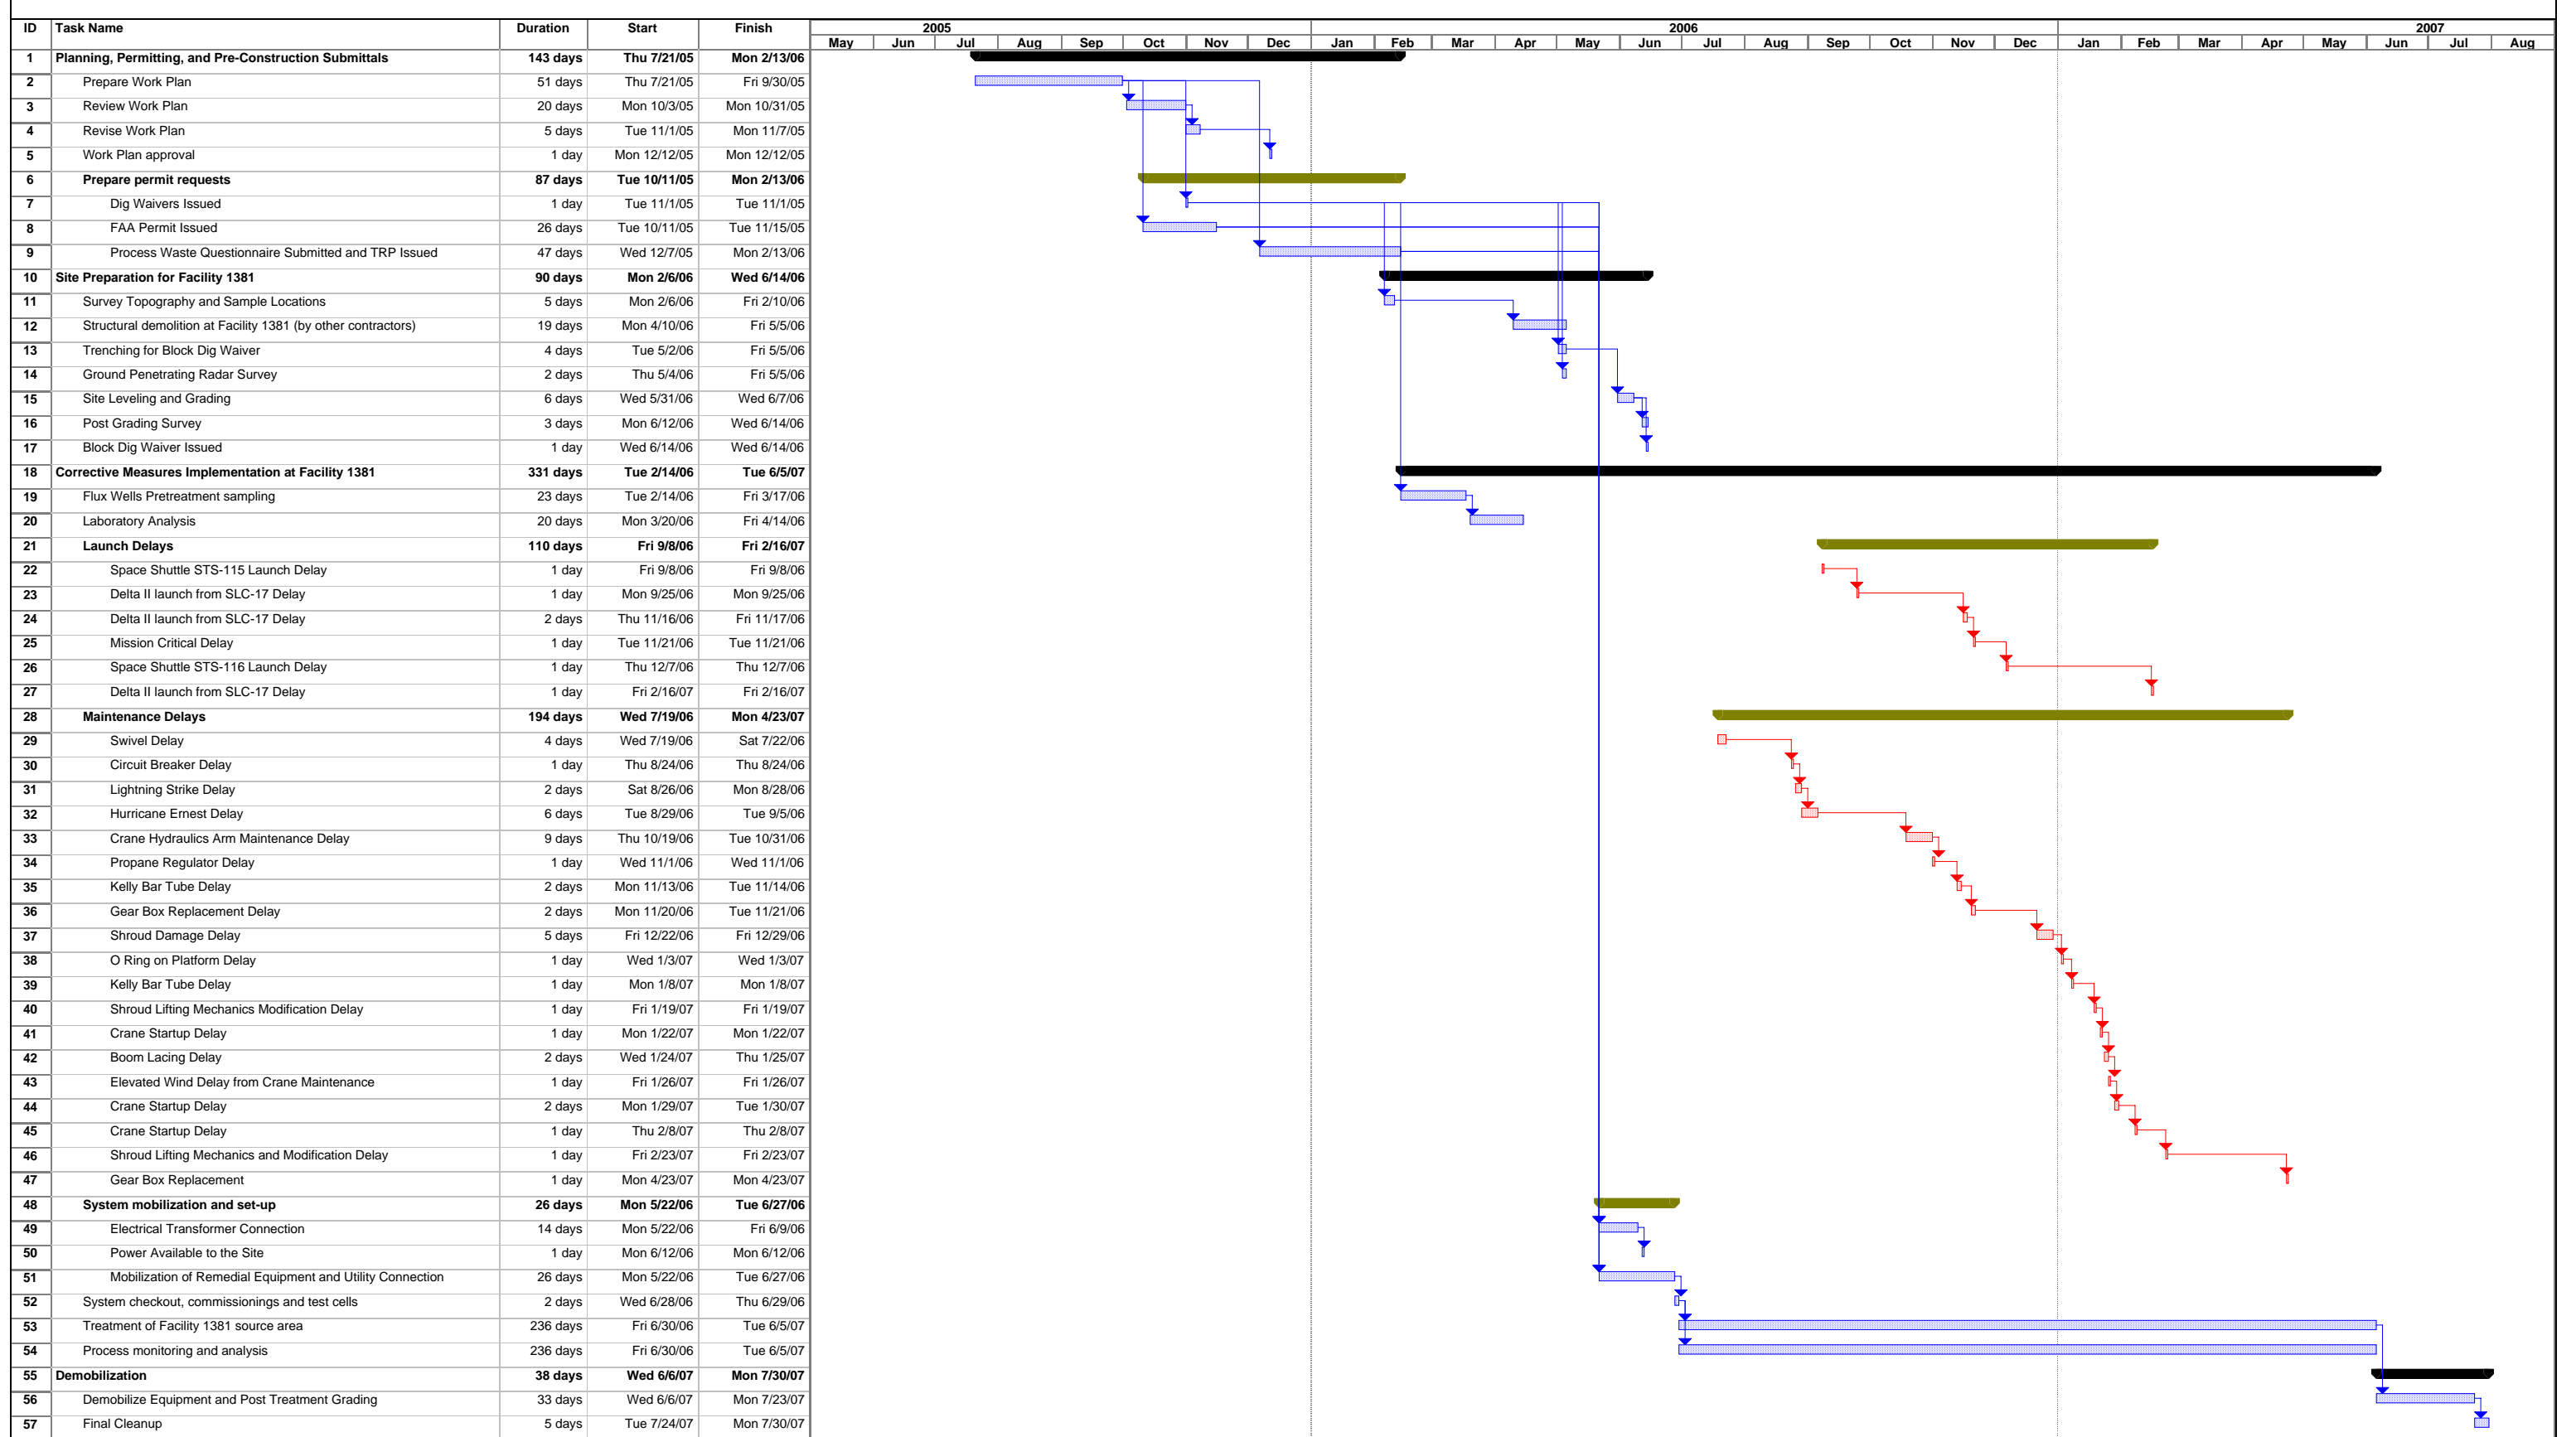 ID Task Name Duration Start Finish 2005 2006 2007
May Jun Jul Aug Sep Oct Nov Dec Jan Feb Mar Apr May Jun Jul Aug Sep Oct Nov Dec Jan Feb Mar Apr May Jun Jul Aug
1 Planning, Permitting, and Pre-Construction Submittals 143 days Thu 7/21/05 Mon 2/13/06
2 Prepare Work Plan 51 days Thu 7/21/05 Fri 9/30/05
3 Review Work Plan 20 days Mon 10/3/05 Mon 10/31/05
4 Revise Work Plan 5 days Tue 11/1/05 Mon 11/7/05
5 Work Plan approval 1 day Mon 12/12/05 Mon 12/12/05
6 Prepare permit requests 87 days Tue 10/11/05 Mon 2/13/06
7 Dig Waivers Issued 1 day Tue 11/1/05 Tue 11/1/05
8 FAA Permit Issued 26 days Tue 10/11/05 Tue 11/15/05
9 Process Waste Questionnaire Submitted and TRP Issued 47 days Wed 12/7/05 Mon 2/13/06
10 Site Preparation for Facility 1381 90 days Mon 2/6/06 Wed 6/14/06
11 Survey Topography and Sample Locations 5 days Mon 2/6/06 Fri 2/10/06
12 Structural demolition at Facility 1381 (by other contractors) 19 days Mon 4/10/06 Fri 5/5/06
13 Trenching for Block Dig Waiver 4 days Tue 5/2/06 Fri 5/5/06
14 Ground Penetrating Radar Survey 2 days Thu 5/4/06 Fri 5/5/06
15 Site Leveling and Grading 6 days Wed 5/31/06 Wed 6/7/06
16 Post Grading Survey 3 days Mon 6/12/06 Wed 6/14/06
17 Block Dig Waiver Issued 1 day Wed 6/14/06 Wed 6/14/06
18 Corrective Measures Implementation at Facility 1381 331 days Tue 2/14/06 Tue 6/5/07
19 Flux Wells Pretreatment sampling 23 days Tue 2/14/06 Fri 3/17/06
20 Laboratory Analysis 20 days Mon 3/20/06 Fri 4/14/06
21 Launch Delays 110 days Fri 9/8/06 Fri 2/16/07
22 Space Shuttle STS-115 Launch Delay 1 day Fri 9/8/06 Fri 9/8/06
23 Delta II launch from SLC-17 Delay 1 day Mon 9/25/06 Mon 9/25/06
24 Delta II launch from SLC-17 Delay 2 days Thu 11/16/06 Fri 11/17/06
25 Mission Critical Delay 1 day Tue 11/21/06 Tue 11/21/06
26 Space Shuttle STS-116 Launch Delay 1 day Thu 12/7/06 Thu 12/7/06
27 Delta II launch from SLC-17 Delay 1 day Fri 2/16/07 Fri 2/16/07
28 Maintenance Delays 194 days Wed 7/19/06 Mon 4/23/07
29 Swivel Delay 4 days Wed 7/19/06 Sat 7/22/06
30 Circuit Breaker Delay 1 day Thu 8/24/06 Thu 8/24/06
31 Lightning Strike Delay 2 days Sat 8/26/06 Mon 8/28/06
32 Hurricane Ernest Delay 6 days Tue 8/29/06 Tue 9/5/06
33 Crane Hydraulics Arm Maintenance Delay 9 days Thu 10/19/06 Tue 10/31/06
34 Propane Regulator Delay 1 day Wed 11/1/06 Wed 11/1/06
35 Kelly Bar Tube Delay 2 days Mon 11/13/06 Tue 11/14/06
36 Gear Box Replacement Delay 2 days Mon 11/20/06 Tue 11/21/06
37 Shroud Damage Delay 5 days Fri 12/22/06 Fri 12/29/06
38 O Ring on Platform Delay 1 day Wed 1/3/07 Wed 1/3/07
39 Kelly Bar Tube Delay 1 day Mon 1/8/07 Mon 1/8/07
40 Shroud Lifting Mechanics Modification Delay 1 day Fri 1/19/07 Fri 1/19/07
41 Crane Startup Delay 1 day Mon 1/22/07 Mon 1/22/07
42 Boom Lacing Delay 2 days Wed 1/24/07 Thu 1/25/07
43 Elevated Wind Delay from Crane Maintenance 1 day Fri 1/26/07 Fri 1/26/07
44 Crane Startup Delay 2 days Mon 1/29/07 Tue 1/30/07
45 Crane Startup Delay 1 day Thu 2/8/07 Thu 2/8/07
46 Shroud Lifting Mechanics and Modification Delay 1 day Fri 2/23/07 Fri 2/23/07
47 Gear Box Replacement 1 day Mon 4/23/07 Mon 4/23/07
48 System mobilization and set-up 26 days Mon 5/22/06 Tue 6/27/06
49 Electrical Transformer Connection 14 days Mon 5/22/06 Fri 6/9/06
50 Power Available to the Site 1 day Mon 6/12/06 Mon 6/12/06
51 Mobilization of Remedial Equipment and Utility Connection 26 days Mon 5/22/06 Tue 6/27/06
52 System checkout, commissionings and test cells 2 days Wed 6/28/06 Thu 6/29/06
53 Treatment of Facility 1381 source area 236 days Fri 6/30/06 Tue 6/5/07
54 Process monitoring and analysis 236 days Fri 6/30/06 Tue 6/5/07
55 Demobilization 38 days Wed 6/6/07 Mon 7/30/07
56 Demobilize Equipment and Post Treatment Grading 33 days Wed 6/6/07 Mon 7/23/07
57 Final Cleanup 5 days Tue 7/24/07 Mon 7/30/07